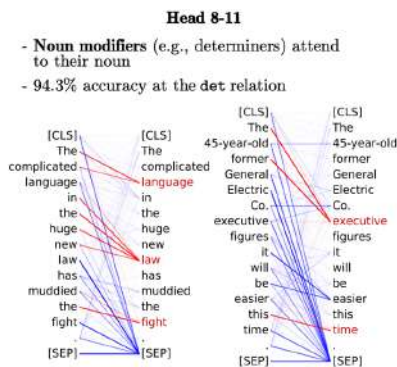 Head 8-11
- Noun modifiers (e.g., determiners) attend
to their noun
- 94.3% accuracy at the det relation
[CLS] [CLS]
The The
complicated complicated
language language
in in
the the
huge huge
new new
law law
has has
muddied muddied
the the
fight fight
. .
[SEP] [SEP]
[CLS] [CLS]
The The
45-year-old 45-year-old
former former
General General
Electric Electric
Co. Co.
executive executive
figures figures
it it
will will
be be
easier easier
this this
time time
. .
[SEP] [SEP]